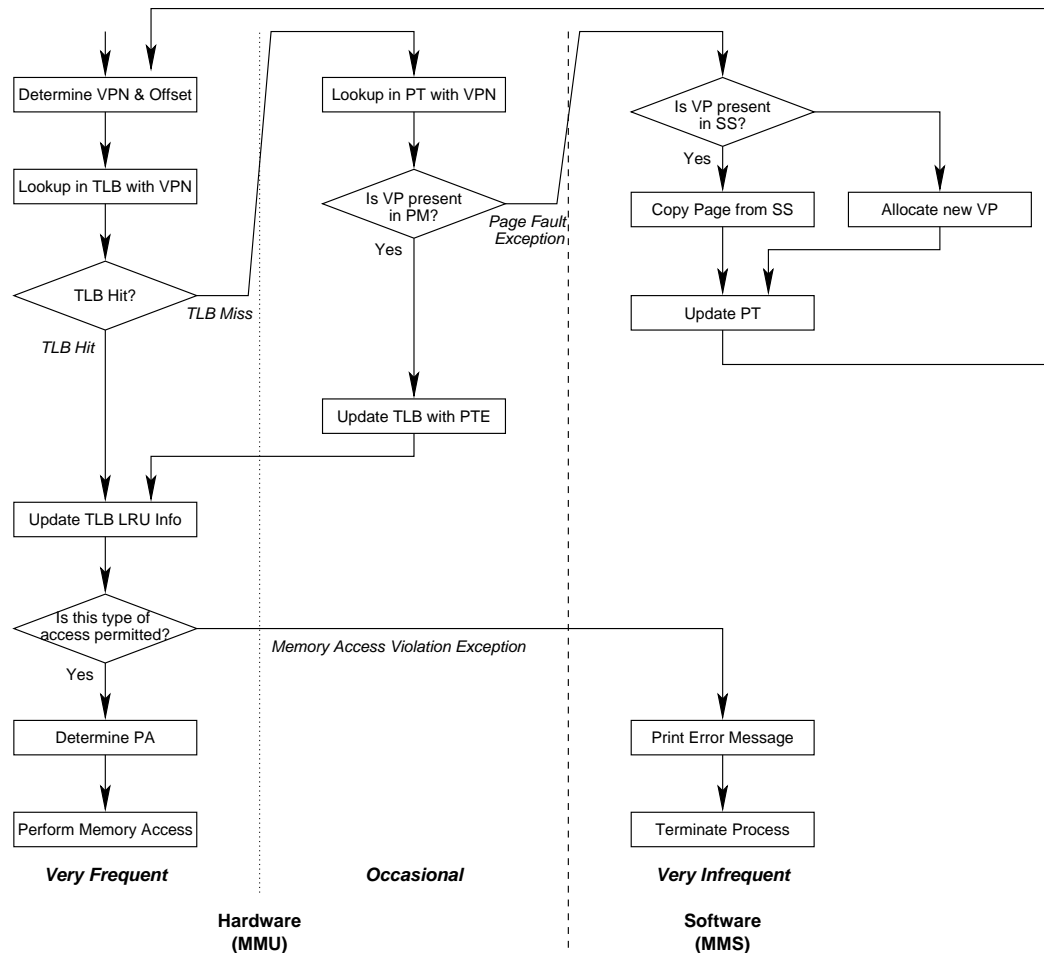 Determine VPN & Offset
Lookup in TLB with VPN
TLB Hit?
TLB Miss
TLB Hit
Update TLB LRU Info
Is this type of
access permitted?
Memory Access Violation Exception
Yes
Determine PA
Perform Memory Access
Very Frequent
Lookup in PT with VPN
Is VP present
in PM?
Page Fault
Exception
Yes
Update TLB with PTE
Occasional
Hardware
(MMU)
Is VP present
in SS?
Yes
Copy Page from SS
Allocate new VP
Update PT
Print Error Message
Terminate Process
Very Infrequent
Software
(MMS)